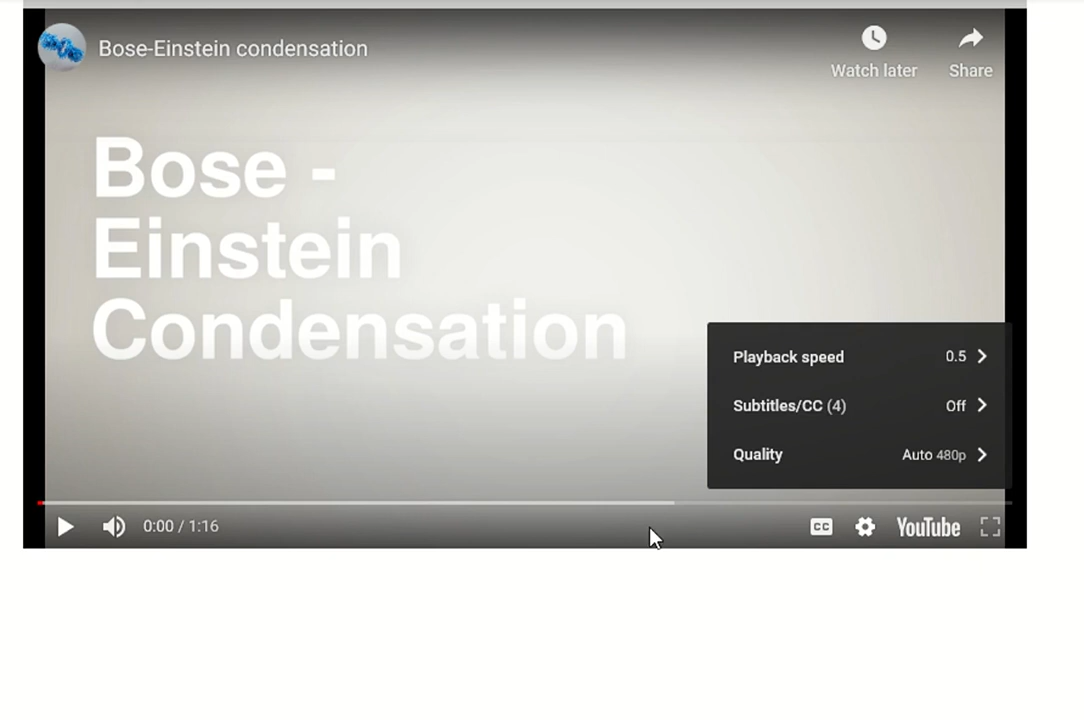 Bose-Einstein condensation
Watch later
Share
Bose -
Einstein
Condensation
Playback speed 0.5
Subtitles/CC (4) Off
Quality Auto 480p
0:00 / 1:16
CC
YouTube